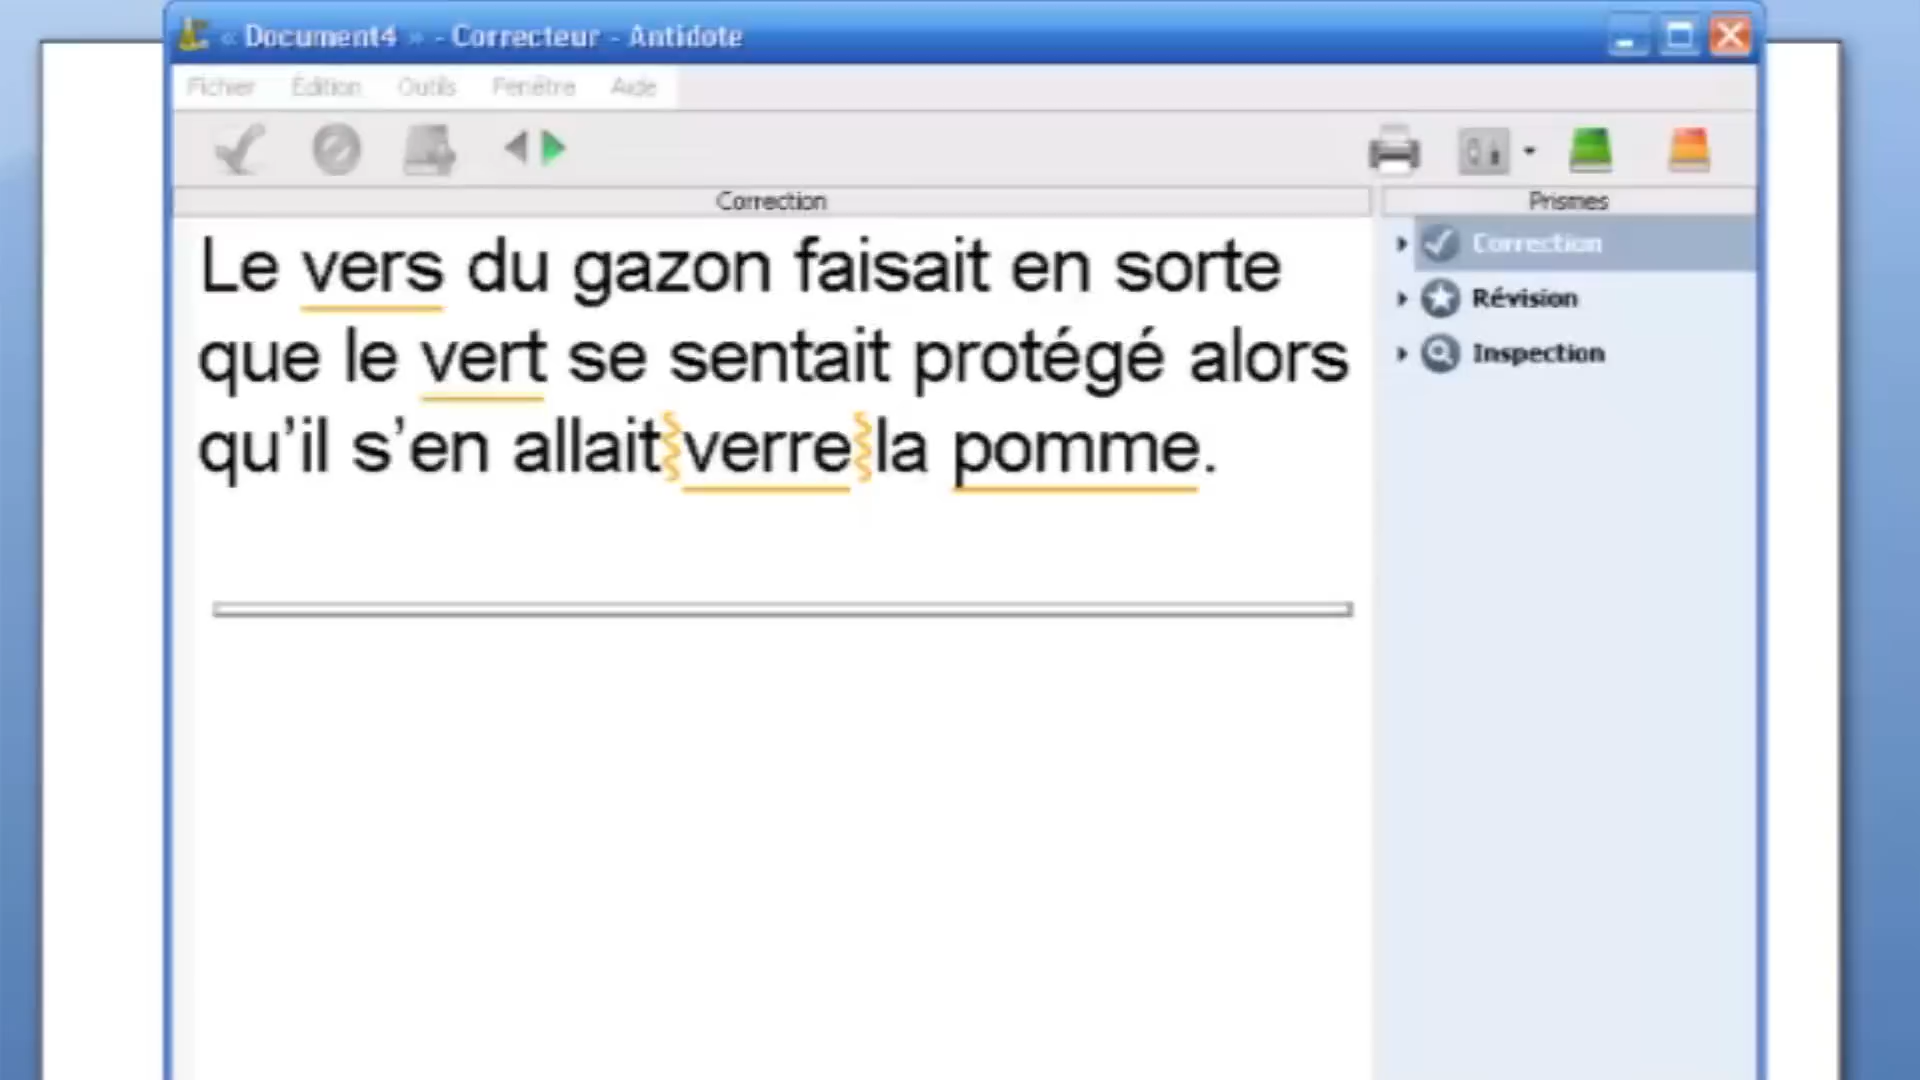 « Document4 » - Correcteur - Antidote
Fichier Édition Outils Fenêtre Aide
Correction
Prismes
Le vers du gazon faisait en sorte
que le vert se sentait protégé alors
qu’il s’en allait verre la pomme.
Correction
Révision
Inspection